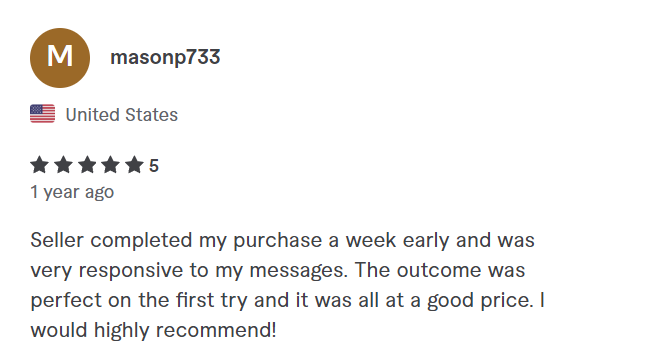 M
masonp733
United States
5
1 year ago
Seller completed my purchase a week early and was
very responsive to my messages. The outcome was
perfect on the first try and it was all at a good price. I
would highly recommend!